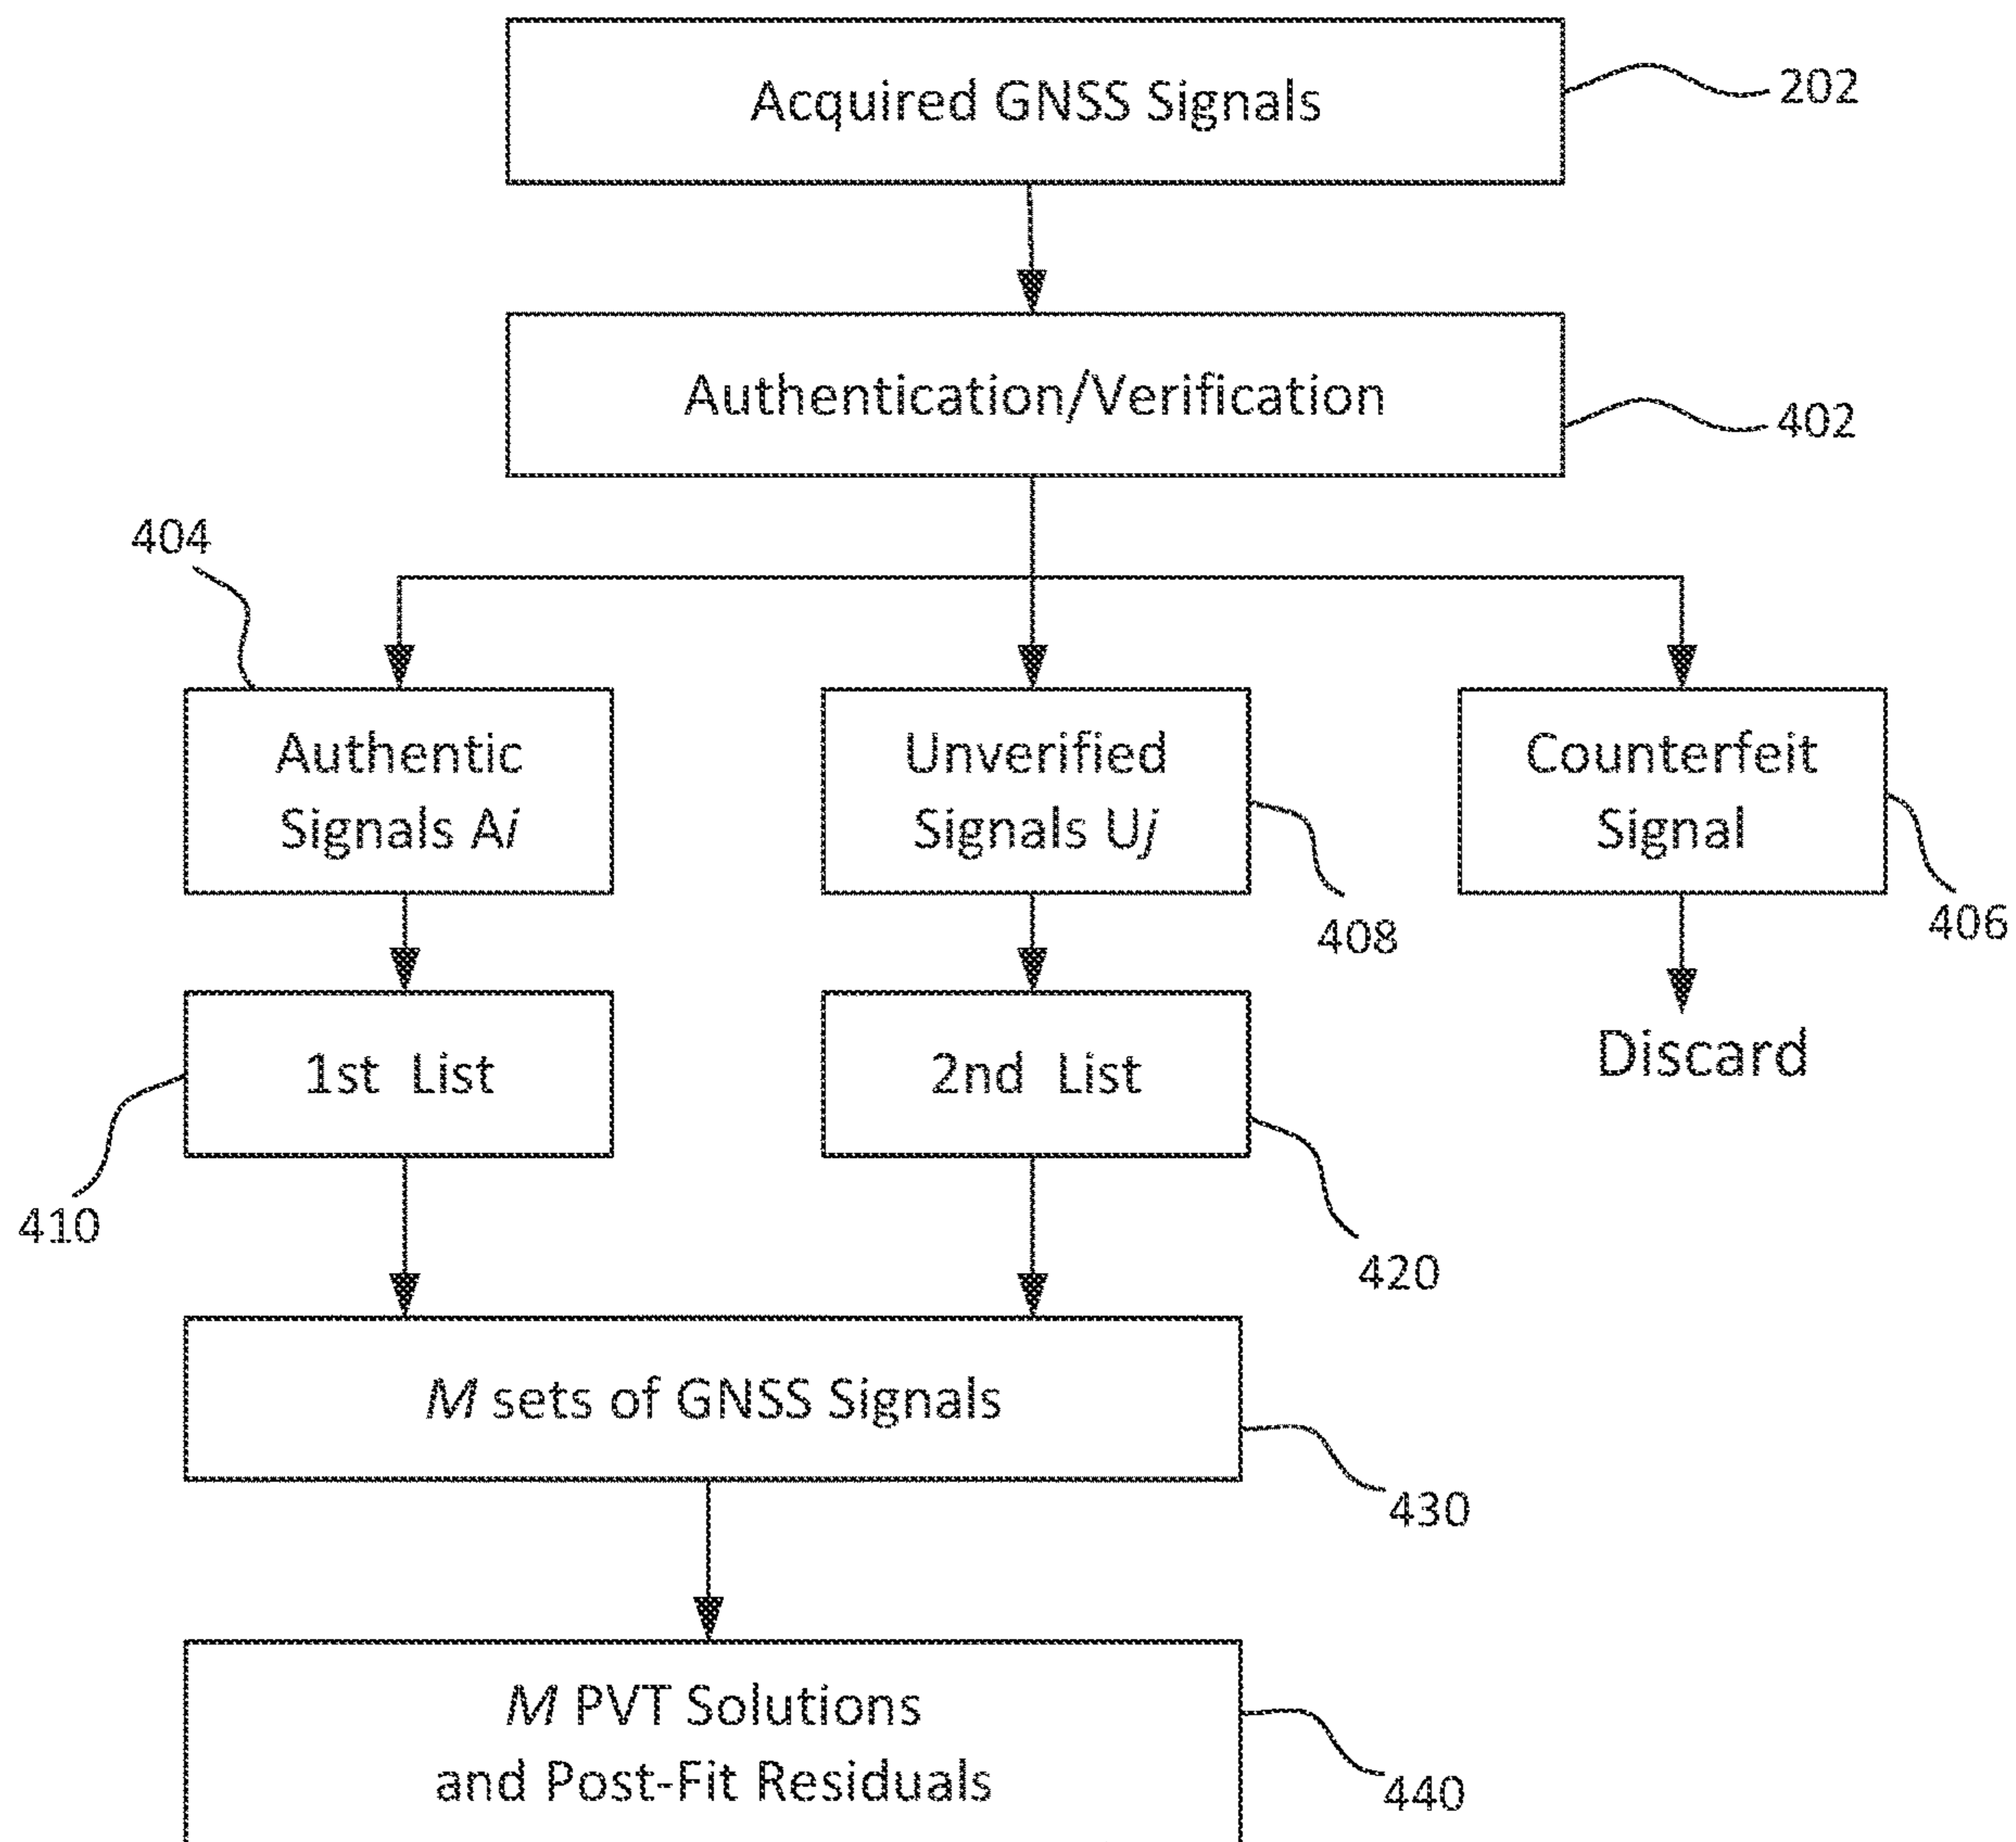 Acquired GNSS Signals
202
Authentication/Verification
402
404
Authentic
Signals Ai
Unverified
Signals Uj
Counterfeit
Signal
408
406
1st List
2nd List
Discard
410
420
M sets of GNSS Signals
430
M PVT Solutions
and Post-Fit Residuals
440